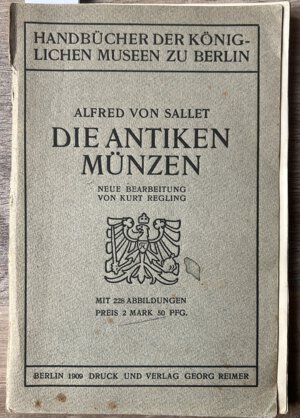 HANDBÜCHER DER KÖNIG-
LICHEN MUSEEN ZU BERLIN
ALFRED VON SALLET
DIE ANTIKEN
MÜNZEN
NEUE BEARBEITUNG
VON KURT REGLING
MIT 228 ABBILDUNGEN
PREIS 2 MARK 50 PFG.
BERLIN 1909 DRUCK UND VERLAG GEORG REIMER